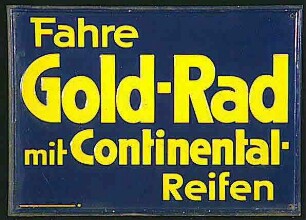 Fahre
Gold-Rad
mit Continental-
Reifen